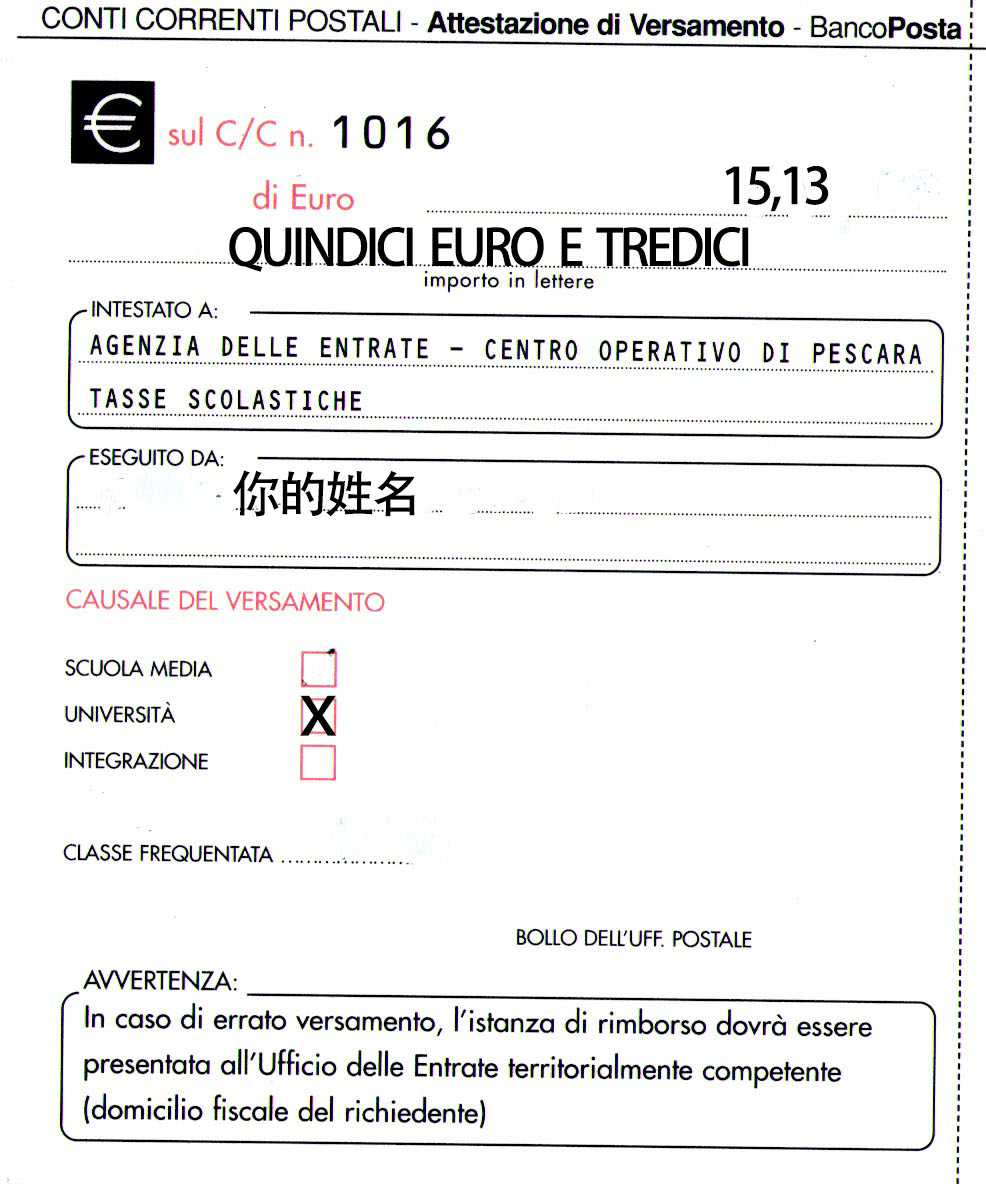 CONTI CORRENTI POSTALI - Attestazione di Versamento - BancoPosta
€ sul C/C n. 1016
di Euro 15,13
QUINDICI EURO E TREDICI
importo in lettere
INTESTATO A:
AGENZIA DELLE ENTRATE - CENTRO OPERATIVO DI PESCARA
TASSE SCOLASTICHE
ESEGUITO DA:
你的姓名
CAUSALE DEL VERSAMENTO
SCUOLA MEDIA
UNIVERSITÀ X
INTEGRAZIONE
CLASSE FREQUENTATA
BOLLO DELL'UFF. POSTALE
AVVERTENZA:
In caso di errato versamento, l'istanza di rimborso dovrà essere
presentata all'Ufficio delle Entrate territorialmente competente
(domicilio fiscale del richiedente)